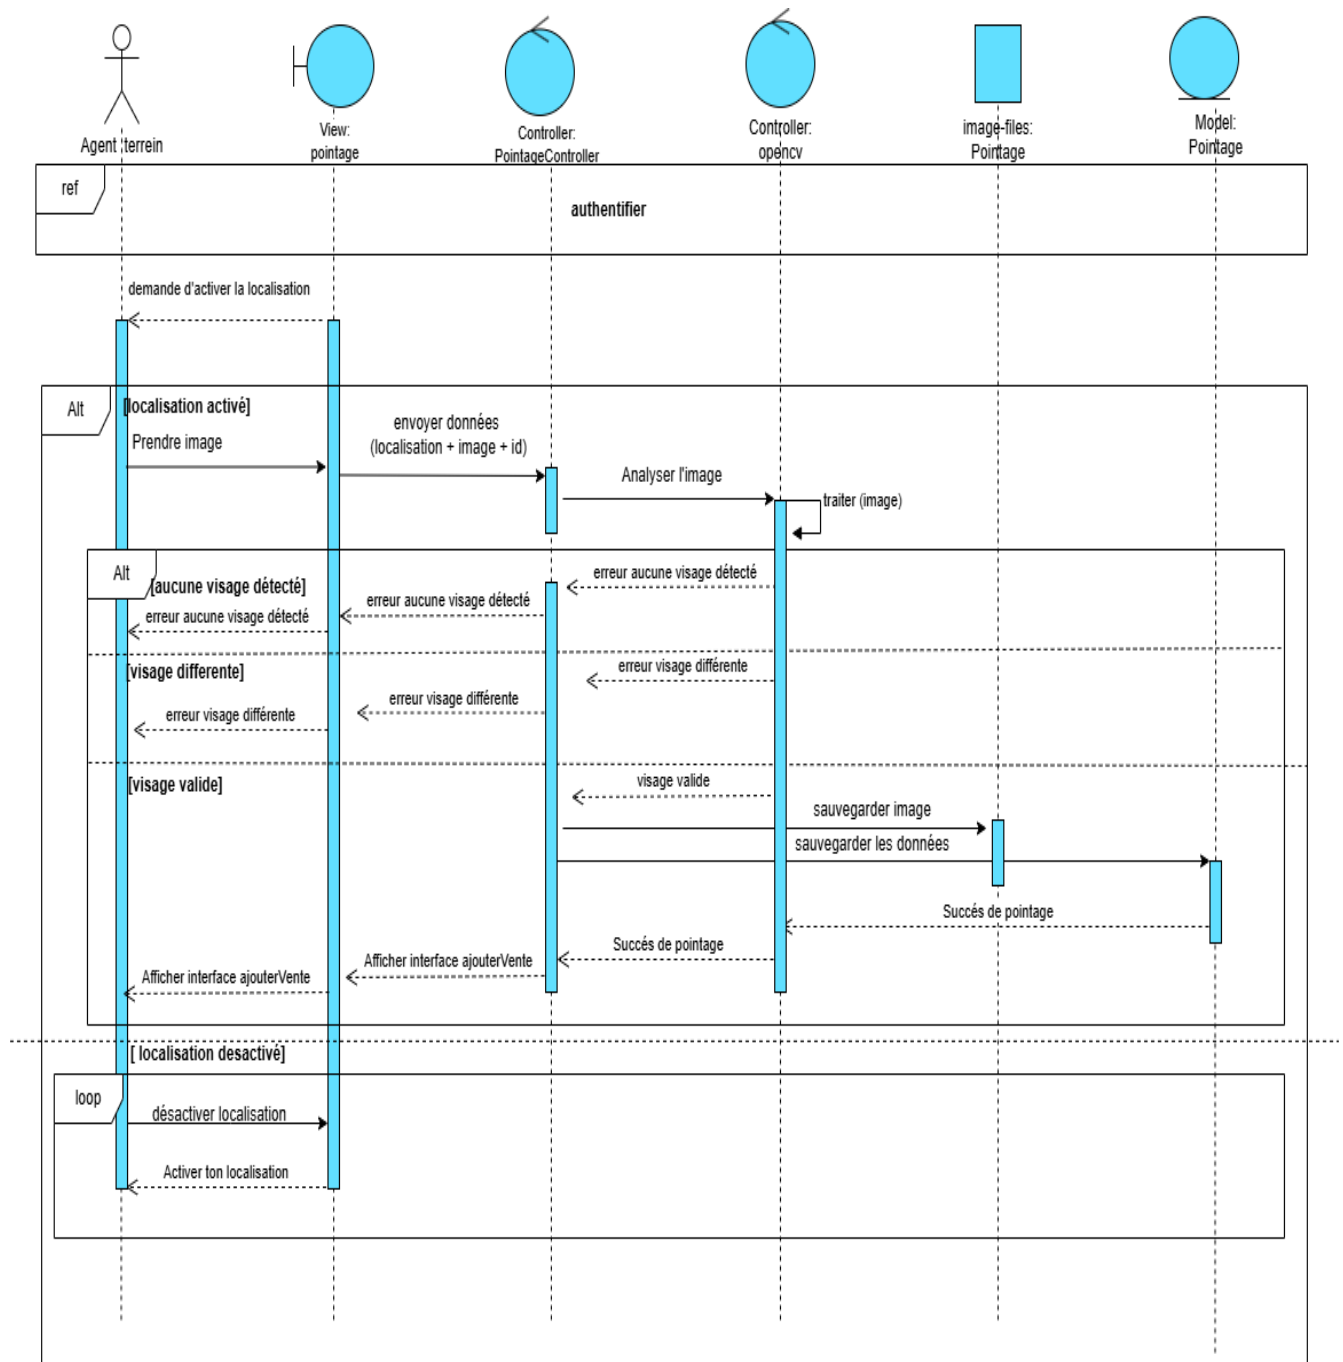 Agent terrein
View:
pointage
Controller:
PointageController
Controller:
opencv
image-files:
Pointage
Model:
Pointage
ref
authentifier
demande d'activer la localisation
Alt
[localisation activé]
Prendre image
envoyer données
(localisation + image + id)
Analyser l'image
traiter (image)
Alt
[aucune visage détecté]
erreur aucune visage détecté
erreur aucune visage détecté
erreur aucune visage détecté
[visage differente]
erreur visage différente
erreur visage différente
erreur visage différente
[visage valide]
visage valide
sauvegarder image
sauvegarder les données
Succés de pointage
Succés de pointage
Afficher interface ajouterVente
Afficher interface ajouterVente
[ localisation desactivé]
loop
désactiver localisation
Activer ton localisation